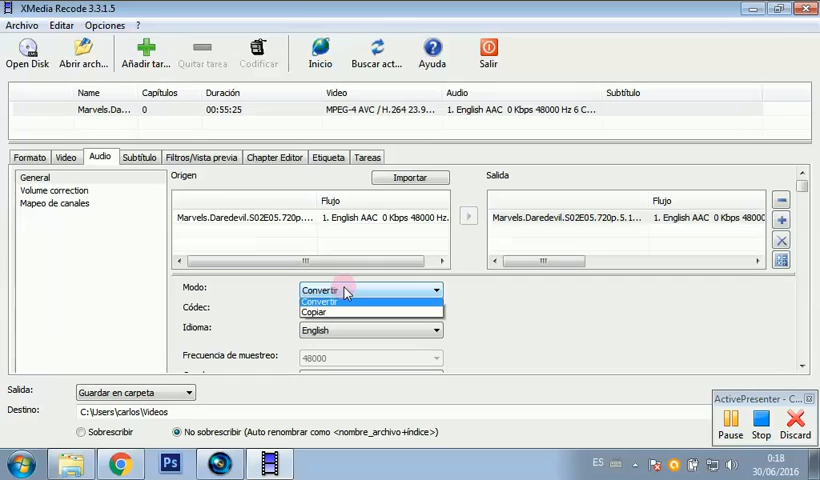 XMedia Recode 3.3.1.5
Archivo Editar Opciones ?
Open Disk Abrir arch... Añadir tar... Quitar tarea Codificar Inicio Buscar act... Ayuda Salir
Name Capítulos Duración Video Audio Subtítulo
Marvels.Da... 0 00:55:25 MPEG-4 AVC / H.264 23.9... 1. English AAC 0 Kbps 48000 Hz 6 C...
Formato Video Audio Subtítulo Filtros/Vista previa Chapter Editor Etiqueta Tareas
General
Volume correction
Mapeo de canales
Origen Importar Salida
Flujo Flujo
Marvels.Daredevil.S02E05.720p.... 1. English AAC 0 Kbps 48000 Hz. Marvels.Daredevil.S02E05.720p.5.1... 1. English AAC 0 Kbps 48000
Modo: Convertir
Convertir
Copiar
Códec:
Idioma: English
Frecuencia de muestreo: 48000
Salida: Guardar en carpeta
Destino: C:\Users\carlos\Videos
Sobrescribir No sobrescribir (Auto renombrar como <nombre_archivo+índice>)
ActivePresenter - C...
Pause Stop Discard
Ps ES 0:18
30/06/2016